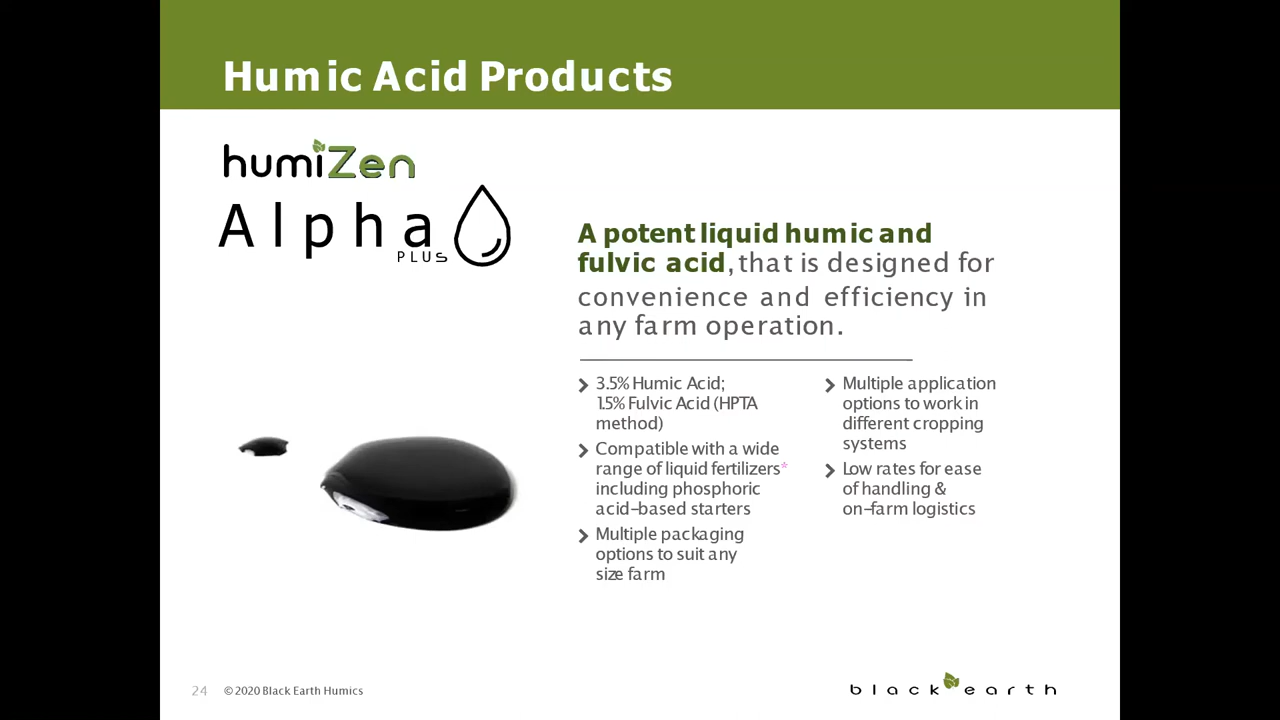 Humic Acid Products
humiZen
Alpha
PLUS
A potent liquid humic and
fulvic acid, that is designed for
convenience and efficiency in
any farm operation.
3.5% Humic Acid;
1.5% Fulvic Acid (HPTA
method)
Compatible with a wide
range of liquid fertilizers*
including phosphoric
acid-based starters
Multiple packaging
options to suit any
size farm
Multiple application
options to work in
different cropping
systems
Low rates for ease
of handling &
on-farm logistics
24 © 2020 Black Earth Humics
black earth